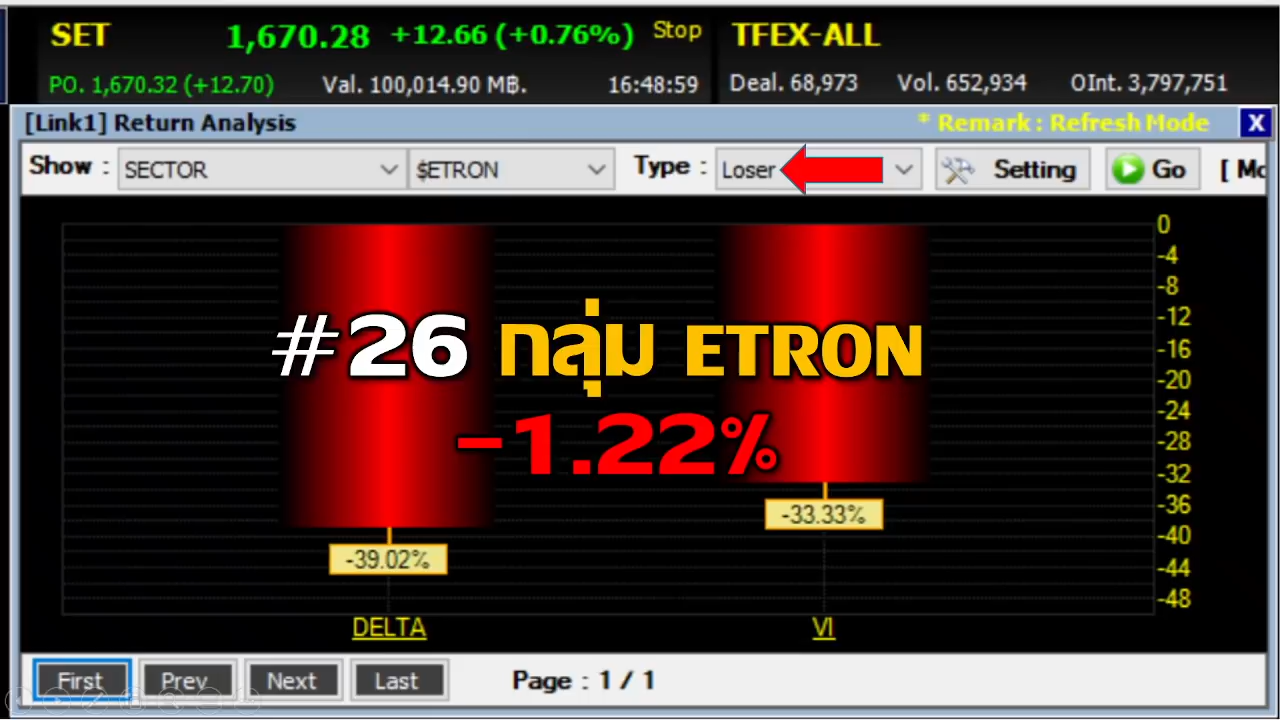 SET 1,670.28 +12.66 (+0.76%) Stop TFEX-ALL
PO. 1,670.32 (+12.70) Val. 100,014.90 M฿. 16:48:59 Deal. 68,973 Vol. 652,934 OInt. 3,797,751
[Link1] Return Analysis * Remark : Refresh Mode X
Show : SECTOR $ETRON Type : Loser Setting Go [ Mo
0
-4
-8
-12
-16
-20
-24
-28
-32
-36
-40
-44
-48
#26 กลุ่ม ETRON
-1.22%
-33.33%
-39.02%
DELTA VI
First Prev Next Last Page : 1 / 1